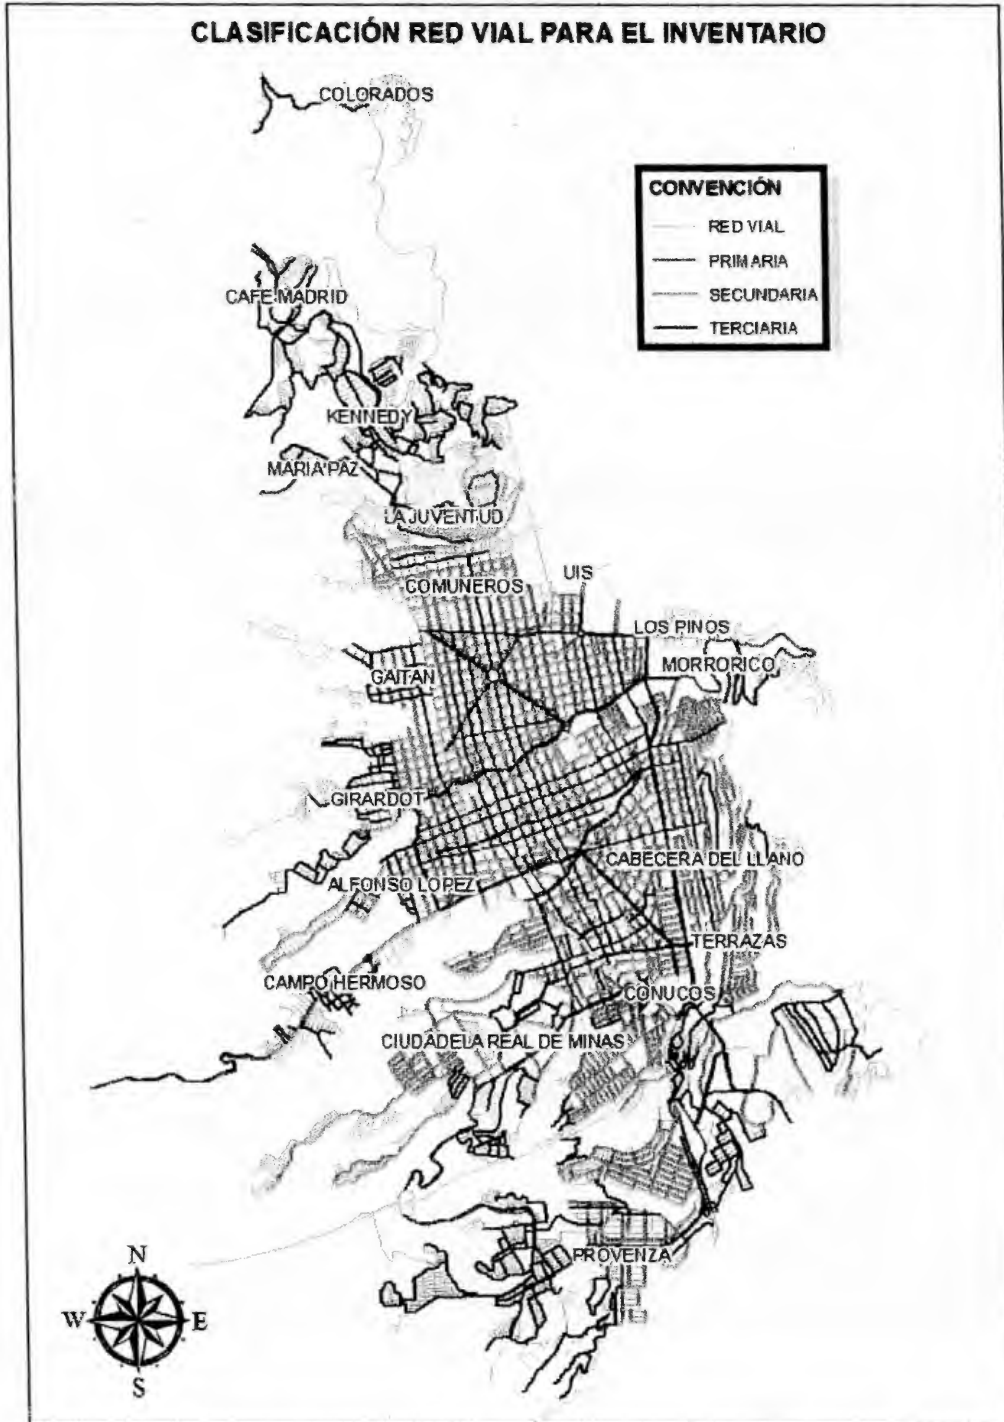 CLASIFICACIÓN RED VIAL PARA EL INVENTARIO
COLORADOS
CONVENCIÓN
RED VIAL
PRIMARIA
SECUNDARIA
TERCIARIA
CAFE MADRID
KENNEDY
MARIA PAZ
LA JUVENTUD
UIS
COMUNEROS
LOS PINOS
MORRORICO
GAITAN
GIRARDOT
CABECERA DEL LLANO
ALFONSO LOPEZ
TERRAZAS
CAMPO HERMOSO
CONUCOS
CIUDADELA REAL DE MINAS
PROVENZA
N
W E
S